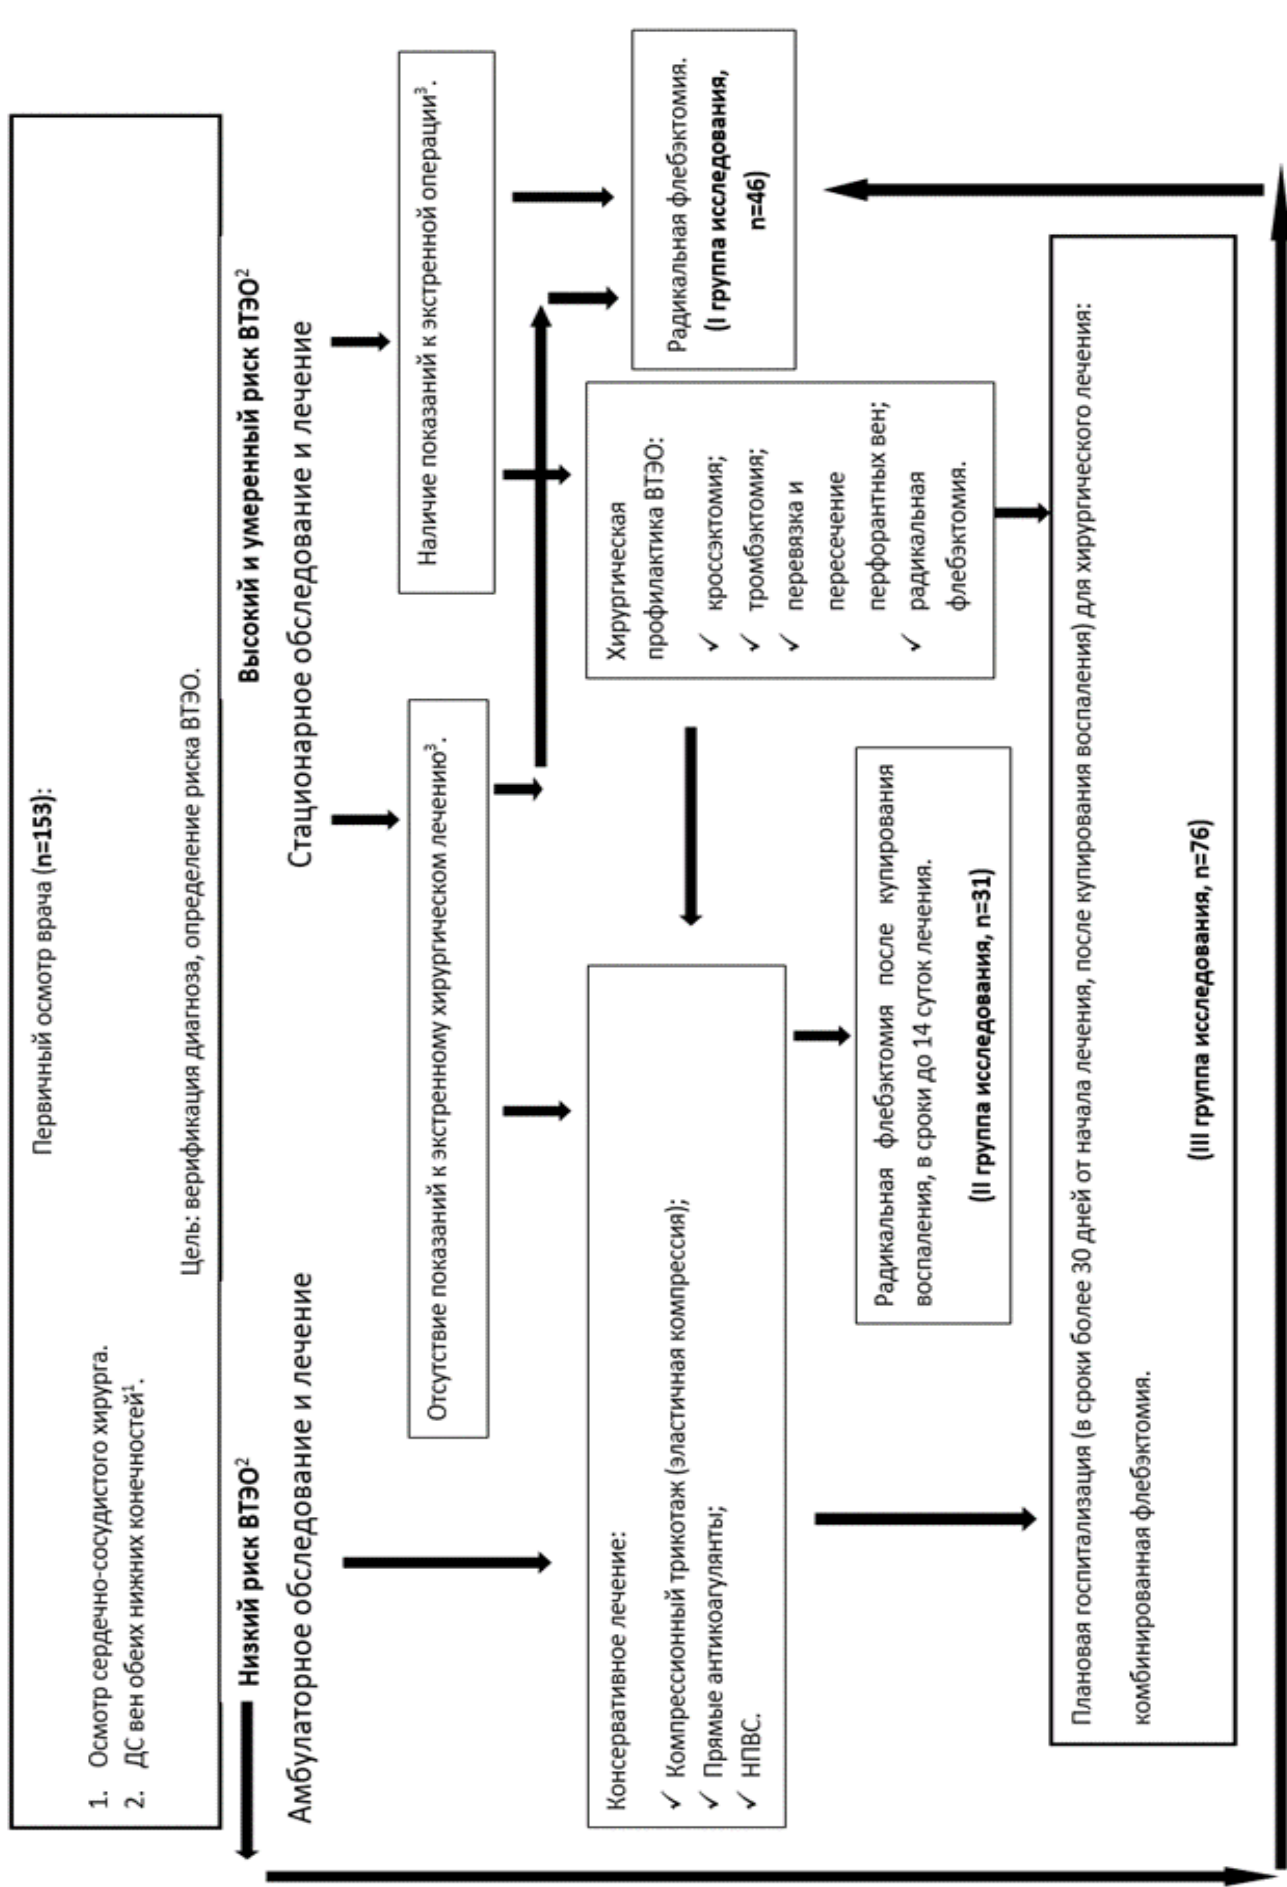 Первичный осмотр врача (n=153):
1. Осмотр сердечно-сосудистого хирурга.
2. ДС вен обеих нижних конечностей¹.
Цель: верификация диагноза, определение риска ВТЭО.
Низкий риск ВТЭО²
Высокий и умеренный риск ВТЭО²
Амбулаторное обследование и лечение
Стационарное обследование и лечение
Отсутствие показаний к экстренному хирургическом лечению³.
Наличие показаний к экстренной операции³.
Консервативное лечение:
✓ Компрессионный трикотаж (эластичная компрессия);
✓ Прямые антикоагулянты;
✓ НПВС.
Хирургическая
профилактика ВТЭО:
✓ кроссэктомия;
✓ тромбэктомия;
✓ перевязка и
пересечение
перфорантных вен;
✓ радикальная
флебэктомия.
Радикальная флебэктомия.
(I группа исследования,
n=46)
Радикальная флебэктомия после купирования
воспаления, в сроки до 14 суток лечения.
(II группа исследования, n=31)
Плановая госпитализация (в сроки более 30 дней от начала лечения, после купирования воспаления) для хирургического лечения:
комбинированная флебэктомия.
(III группа исследования, n=76)